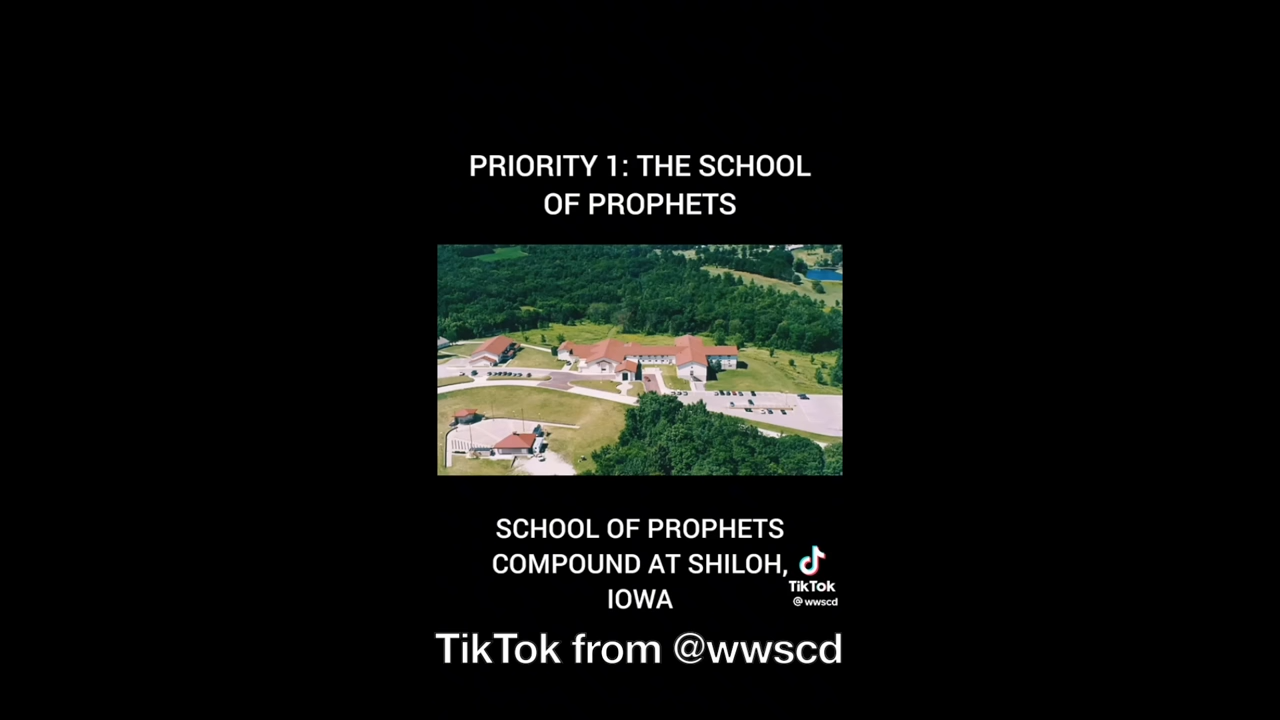 PRIORITY 1: THE SCHOOL
OF PROPHETS
SCHOOL OF PROPHETS
COMPOUND AT SHILOH,
IOWA
TikTok
@wwscd
TikTok from @wwscd